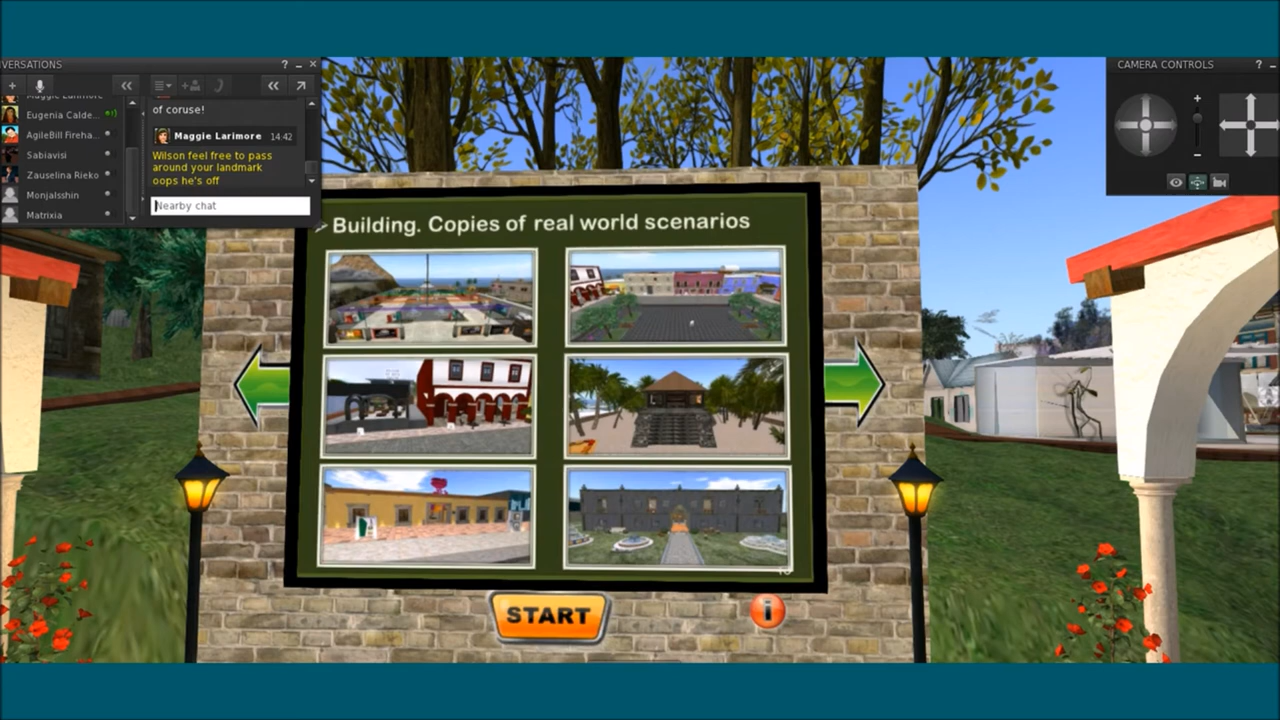 VERSATIONS
CAMERA CONTROLS
of coruse!
Maggie Larimore 14:42
Wilson feel free to pass
around your landmark
oops he's off
Nearby chat
Maggie Larimore
Eugenia Calde...
AgileBill Fireha...
Sabiavisi
Zauselina Rieko
Monjalsshin
Matrixia
➢ Building. Copies of real world scenarios
START
i